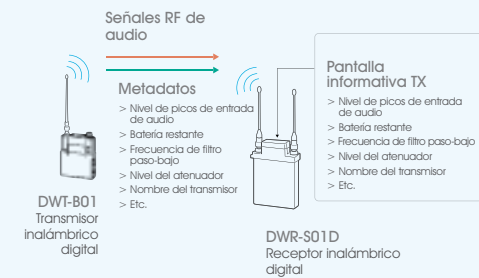 Señales RF de
audio
Metadatos
> Nivel de picos de entrada
de audio
> Batería restante
> Frecuencia de filtro
paso-bajo
> Nivel del atenuador
> Nombre del transmisor
> Etc.
Pantalla
informativa TX
> Nivel de picos de entrada
de audio
> Batería restante
> Frecuencia de filtro paso-bajo
> Nivel del atenuador
> Nombre del transmisor
> Etc.
DWT-B01
Transmisor
inalámbrico
digital
DWR-S01D
Receptor inalámbrico
digital